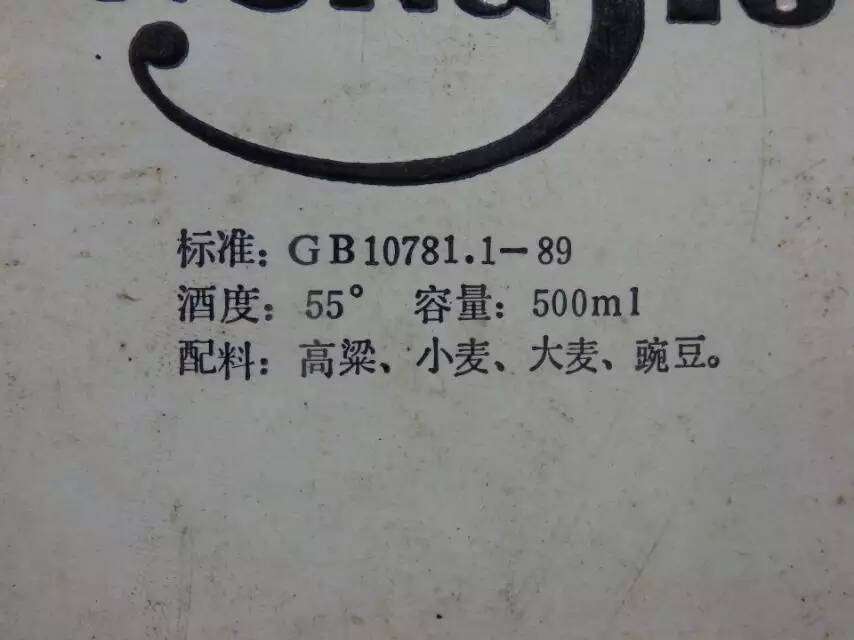 标准：GB10781.1-89
酒度：55° 容量：500ml
配料：高粱、小麦、大麦、豌豆。